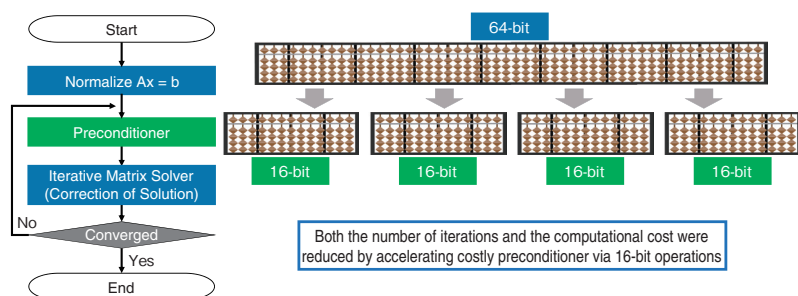 Start
Normalize Ax = b
Preconditioner
Iterative Matrix Solver
(Correction of Solution)
No
Converged
Yes
End
64-bit
16-bit
16-bit
16-bit
16-bit
Both the number of iterations and the computational cost were
reduced by accelerating costly preconditioner via 16-bit operations